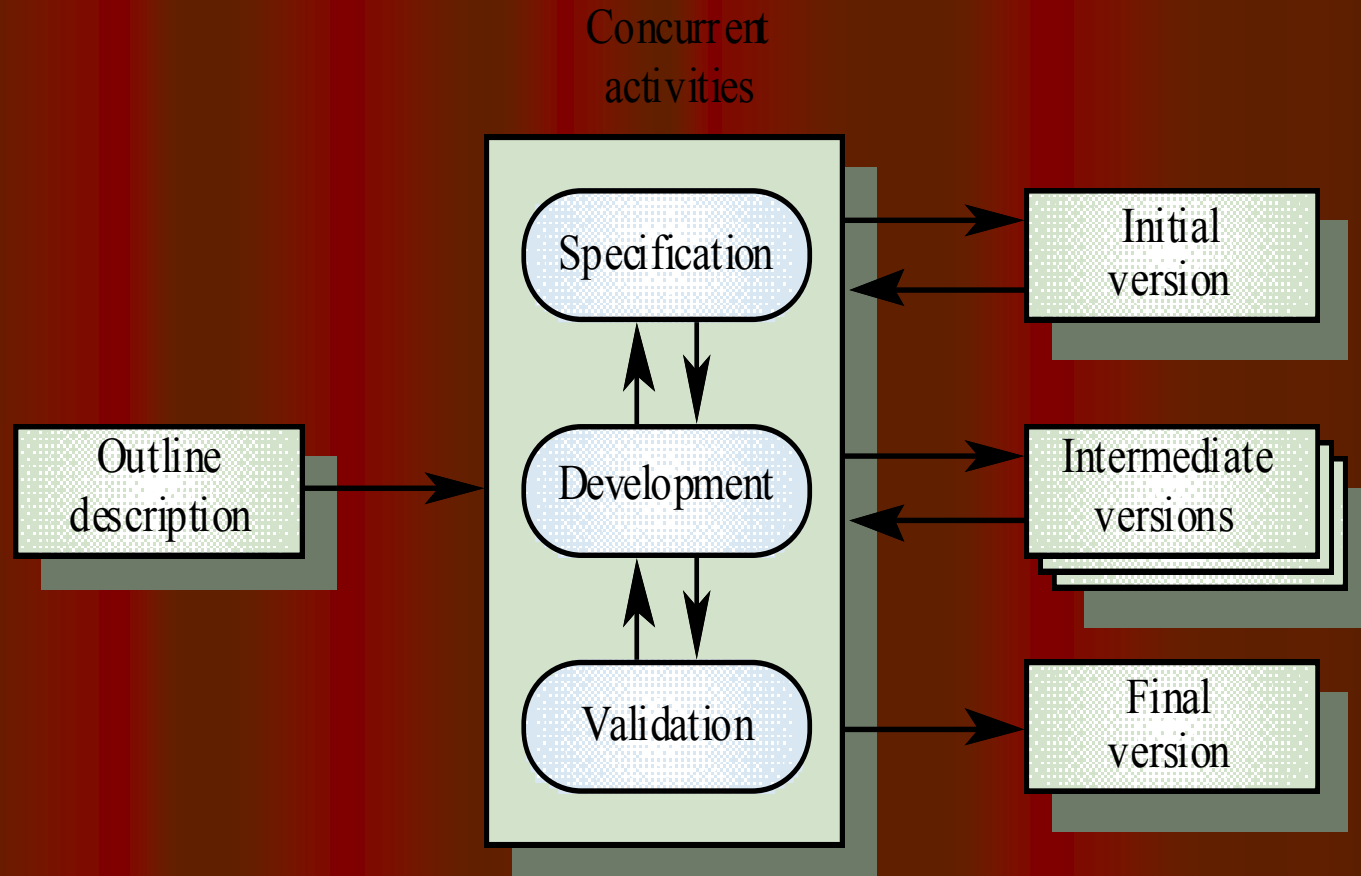 Concurrent
activities
Specification
Initial
version
Outline
description
Development
Intermediate
versions
Validation
Final
version